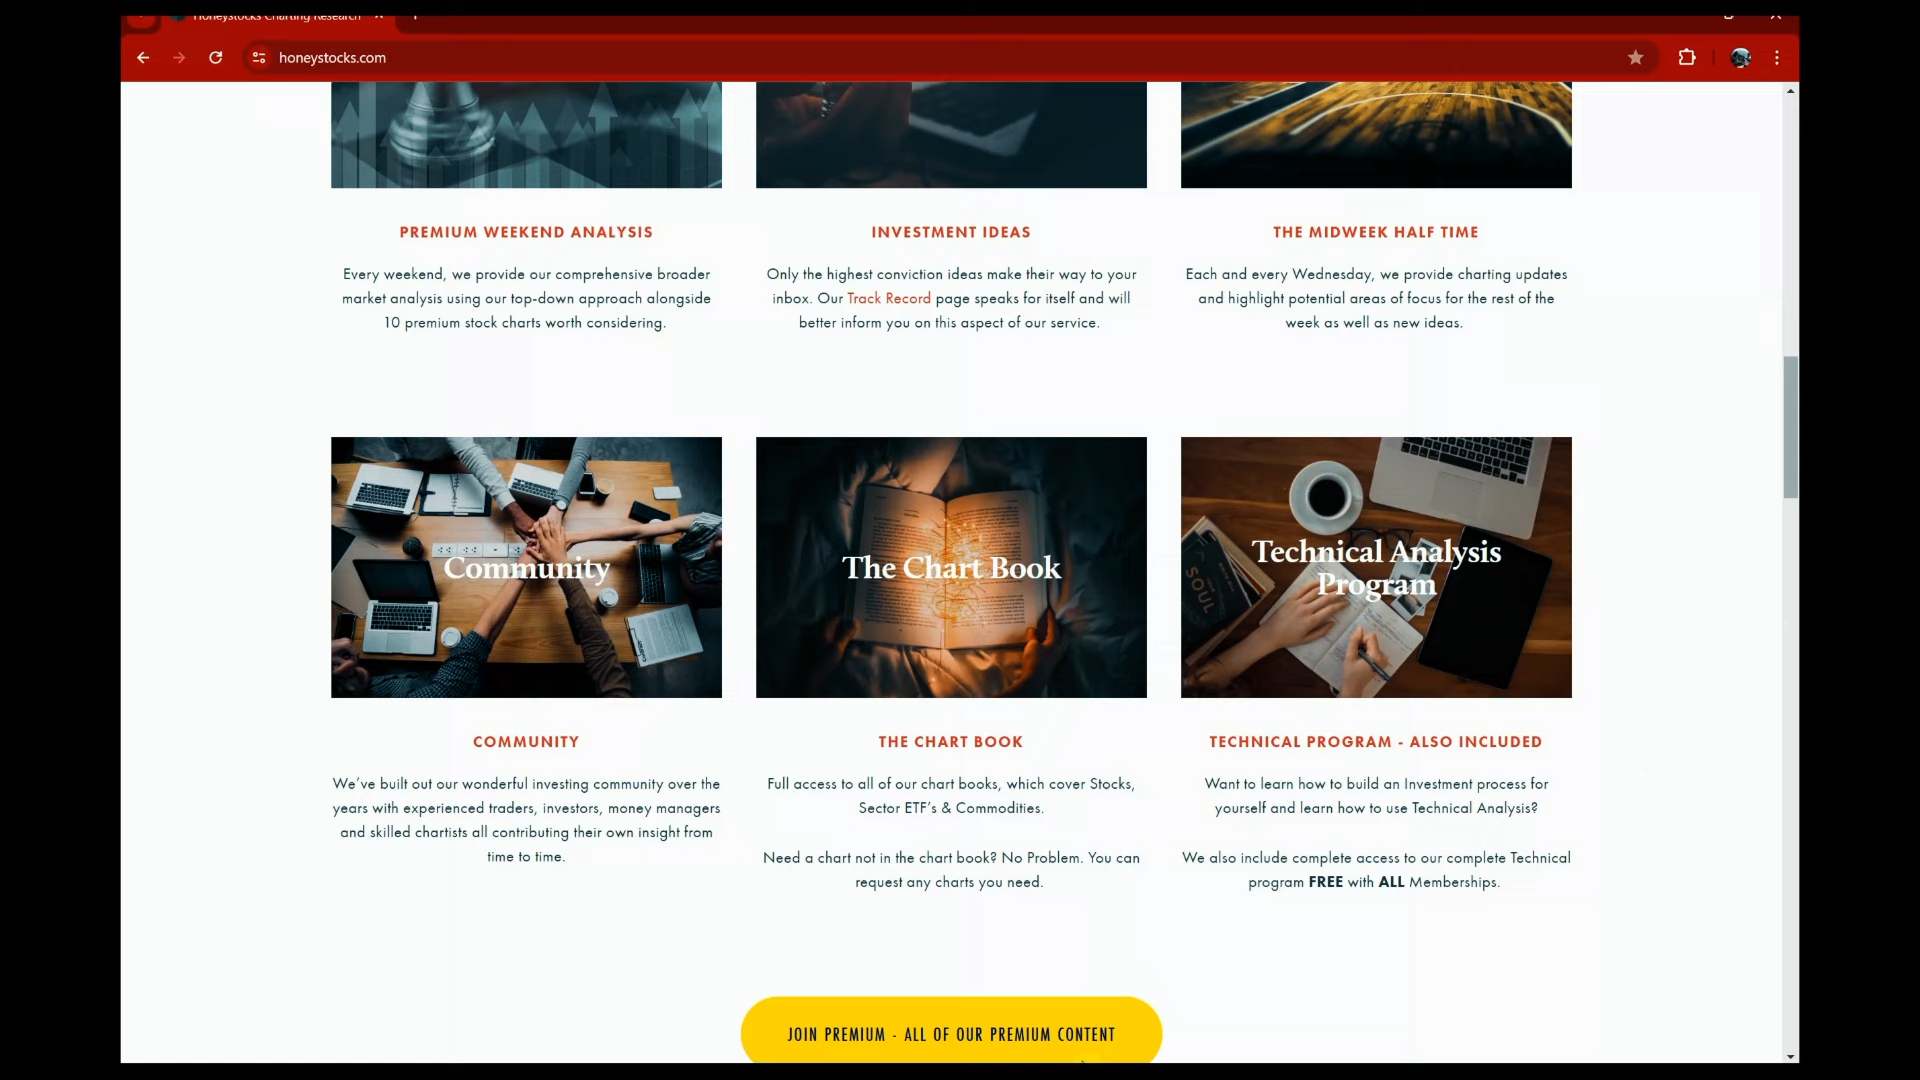 Honeystocks Charting Research
honeystocks.com
PREMIUM WEEKEND ANALYSIS
Every weekend, we provide our comprehensive broader
market analysis using our top-down approach alongside
10 premium stock charts worth considering.
INVESTMENT IDEAS
Only the highest conviction ideas make their way to your
inbox. Our Track Record page speaks for itself and will
better inform you on this aspect of our service.
THE MIDWEEK HALF TIME
Each and every Wednesday, we provide charting updates
and highlight potential areas of focus for the rest of the
week as well as new ideas.
Community
The Chart Book
SOUL
Technical Analysis
Program
COMMUNITY
We've built out our wonderful investing community over the
years with experienced traders, investors, money managers
and skilled chartists all contributing their own insight from
time to time.
THE CHART BOOK
Full access to all of our chart books, which cover Stocks,
Sector ETF's & Commodities.
Need a chart not in the chart book? No Problem. You can
request any charts you need.
TECHNICAL PROGRAM - ALSO INCLUDED
Want to learn how to build an Investment process for
yourself and learn how to use Technical Analysis?
We also include complete access to our complete Technical
program FREE with ALL Memberships.
JOIN PREMIUM - ALL OF OUR PREMIUM CONTENT